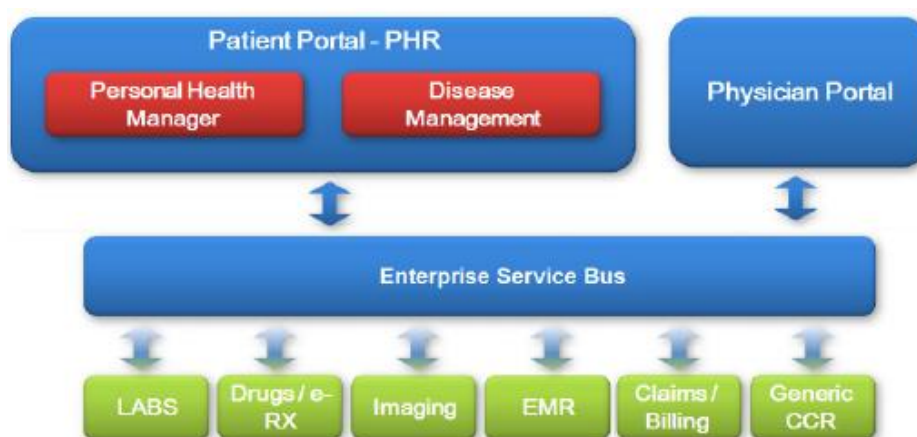 Patient Portal - PHR
Personal Health
Manager
Disease
Management
Physician Portal
Enterprise Service Bus
LABS
Drugs / e-
RX
Imaging
EMR
Claims /
Billing
Generic
CCR